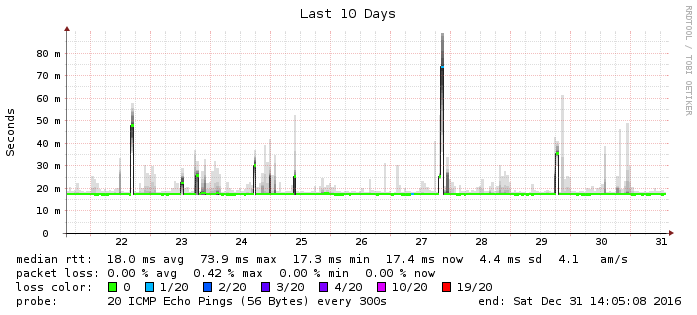 Last 10 Days
RRDTOOL / TOBI OETIKER
Seconds
80 m
70 m
60 m
50 m
40 m
30 m
20 m
10 m
0
22 23 24 25 26 27 28 29 30 31
median rtt: 18.0 ms avg 73.9 ms max 17.3 ms min 17.4 ms now 4.4 ms sd 4.1 am/s
packet loss: 0.00 % avg 0.42 % max 0.00 % min 0.00 % now
loss color: 0 1/20 2/20 3/20 4/20 10/20 19/20
probe: 20 ICMP Echo Pings (56 Bytes) every 300s end: Sat Dec 31 14:05:08 2016